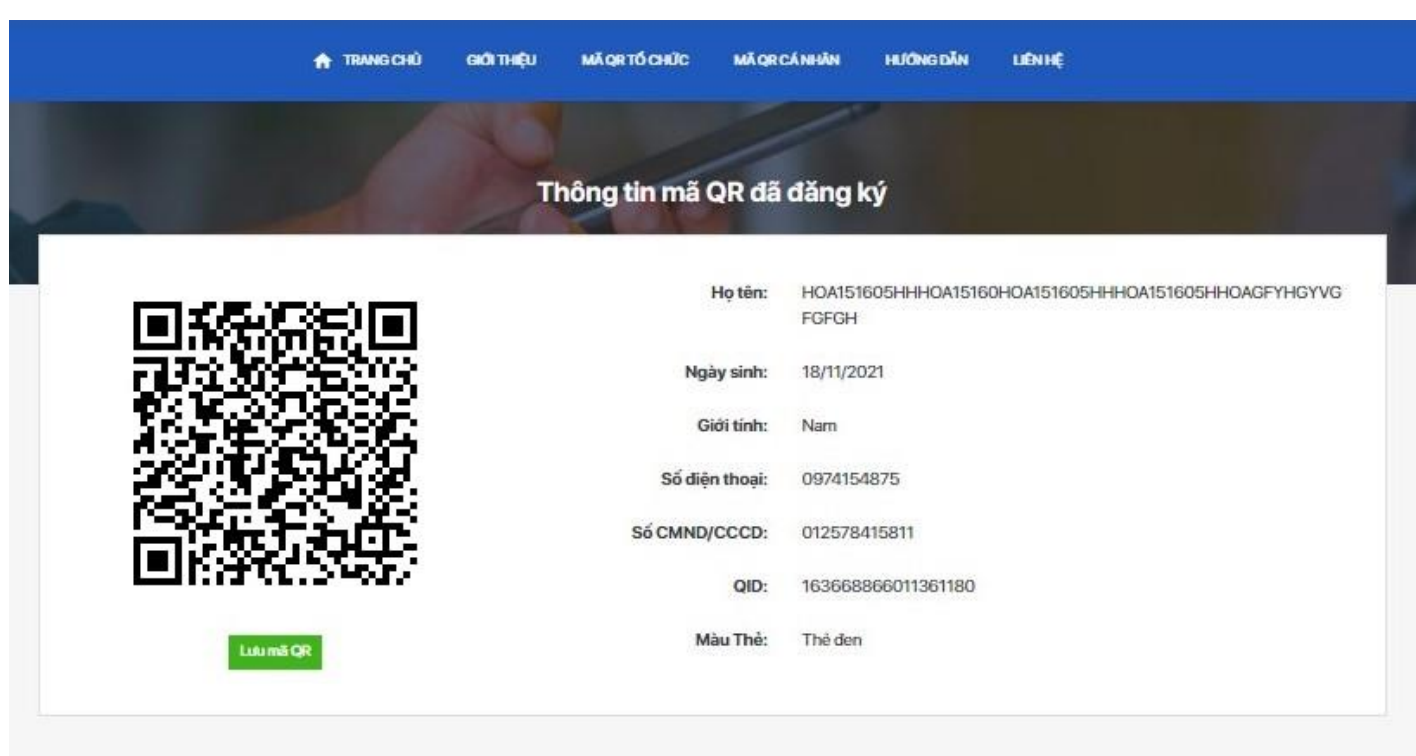 TRANG CHỦ GIỚI THIỆU MÃ QR TỔ CHỨC MÃ QR CÁ NHÂN HƯỚNG DẪN LIÊN HỆ
Thông tin mã QR đã đăng ký
Họ tên: HOA151605HHHOA15160HOA151605HHHOA151605HHOAGFYHGYVG
FGFGH
Ngày sinh: 18/11/2021
Giới tính: Nam
Số điện thoại: 0974154875
Số CMND/CCCD: 012578415811
QID: 163668866011361180
Màu Thẻ: Thẻ đen
Lưu mã QR